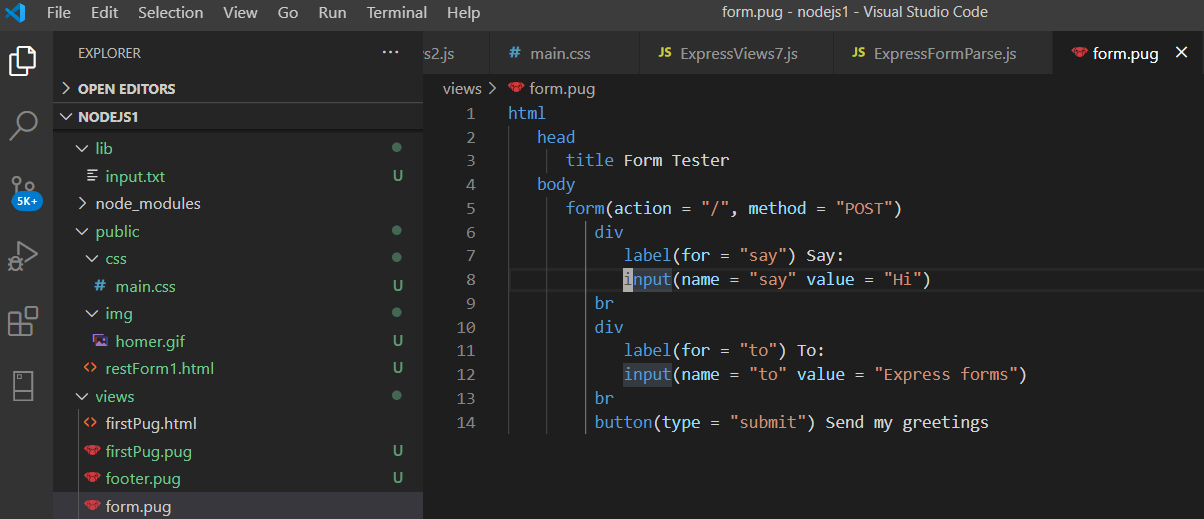 File Edit Selection View Go Run Terminal Help form.pug - nodejs1 - Visual Studio Code
EXPLORER ···
s2.js # main.css JS ExpressViews7.js JS ExpressFormParse.js form.pug ×
OPEN EDITORS
NODEJS1
lib
input.txt U
node_modules
public
css
# main.css U
img
homer.gif U
<> restForm1.html U
views
<> firstPug.html
firstPug.pug U
footer.pug U
form.pug
5K+
views > form.pug
1 html
2 head
3 title Form Tester
4 body
5 form(action = "/", method = "POST")
6 div
7 label(for = "say") Say:
8 input(name = "say" value = "Hi")
9 br
10 div
11 label(for = "to") To:
12 input(name = "to" value = "Express forms")
13 br
14 button(type = "submit") Send my greetings